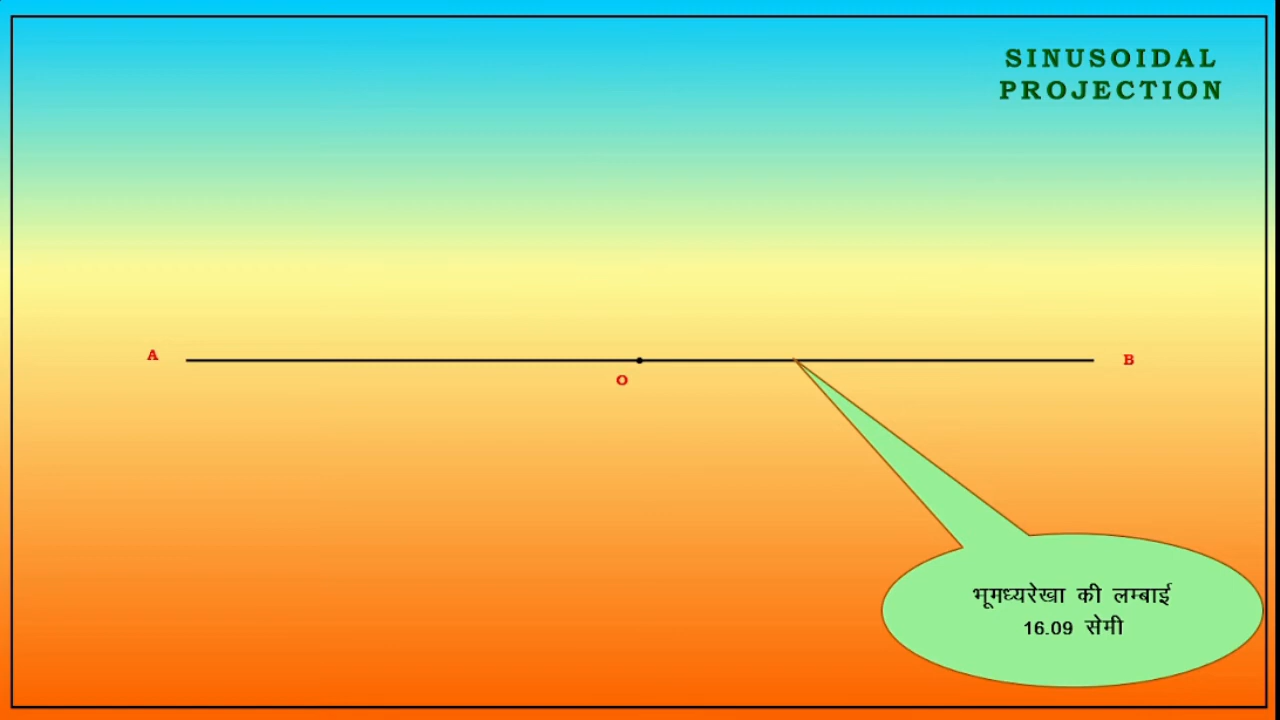 SINUSOIDAL
PROJECTION
A
B
O
भूमध्यरेखा की लम्बाई
16.09 सेमी